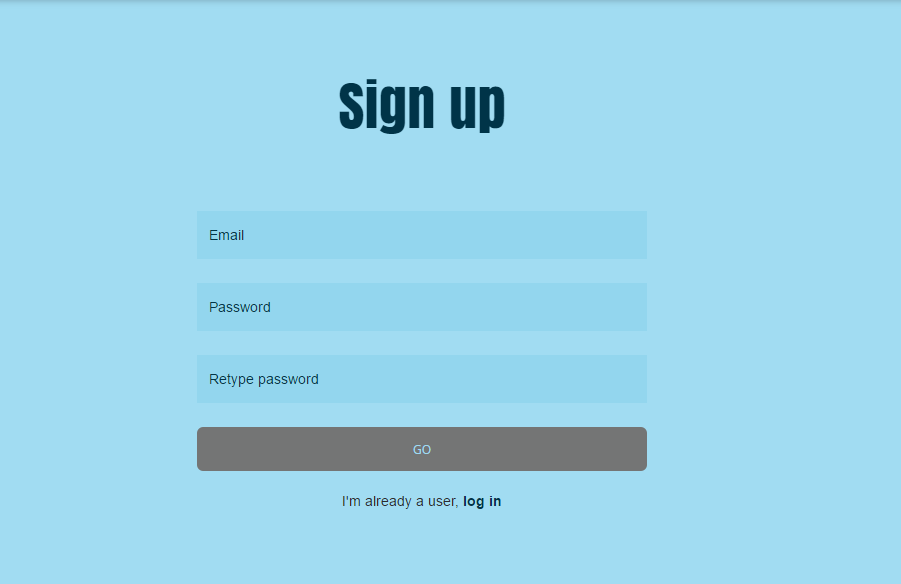 Sign up
Email
Password
Retype password
GO
I'm already a user, log in